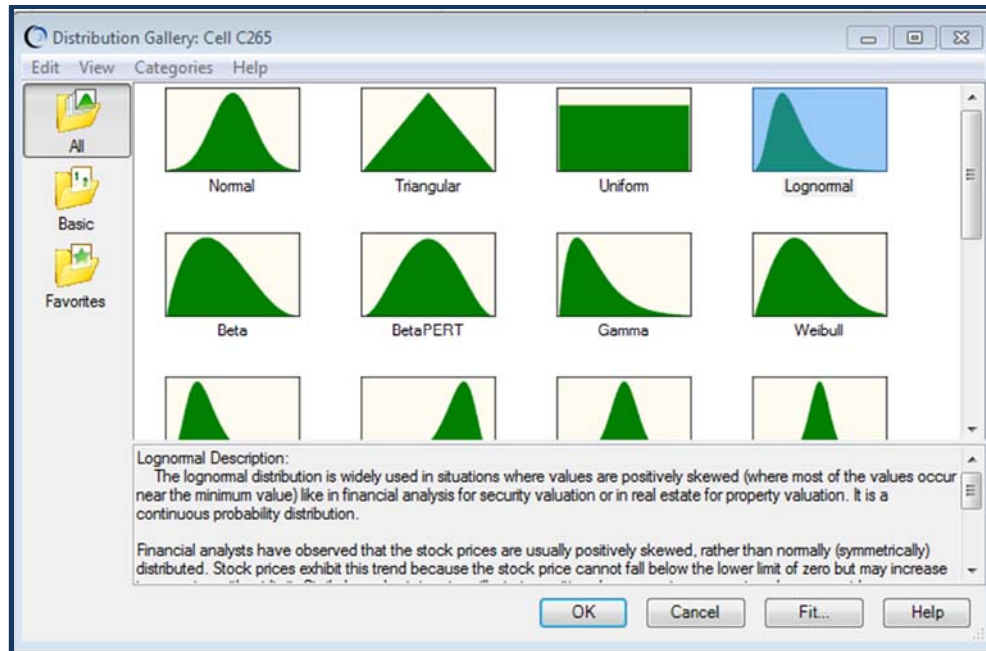 Distribution Gallery: Cell C265
Edit View Categories Help
All
Basic
Favorites
Normal
Triangular
Uniform
Lognormal
Beta
BetaPERT
Gamma
Weibull
Lognormal Description:
The lognormal distribution is widely used in situations where values are positively skewed (where most of the values occur
near the minimum value) like in financial analysis for security valuation or in real estate for property valuation. It is a
continuous probability distribution.
Financial analysts have observed that the stock prices are usually positively skewed, rather than normally (symmetrically)
distributed. Stock prices exhibit this trend because the stock price cannot fall below the lower limit of zero but may increase
OK
Cancel
Fit...
Help